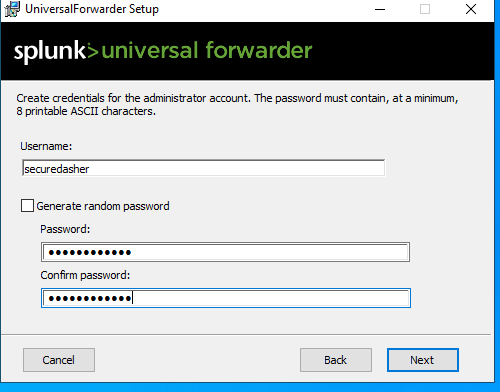 UniversalForwarder Setup
splunk>universal forwarder
Create credentials for the administrator account. The password must contain, at a minimum,
8 printable ASCII characters.
Username:
securedasher
Generate random password
Password:
••••••••••••
Confirm password:
••••••••••••
Cancel
Back
Next